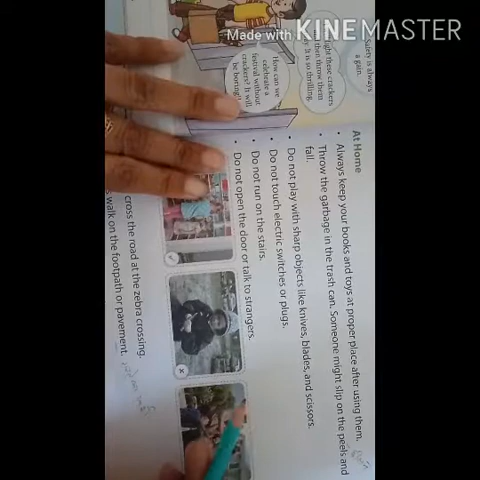 Made with KINEMASTER
Safety is always
a gain.
these crackers
then throw them
It is so thrilling
How can we
celebrate a
festival without
crackers? It will
be boring!
At Home
• Always keep your books and toys at proper place after using them.
• Throw the garbage in the trash can. Someone might slip on the peels and
fall.
• Do not play with sharp objects like knives, blades, and scissors.
• Do not touch electric switches or plugs.
• Do not run on the stairs.
• Do not open the door or talk to strangers.
cross the road at the zebra crossing.
walk on the footpath or pavement.